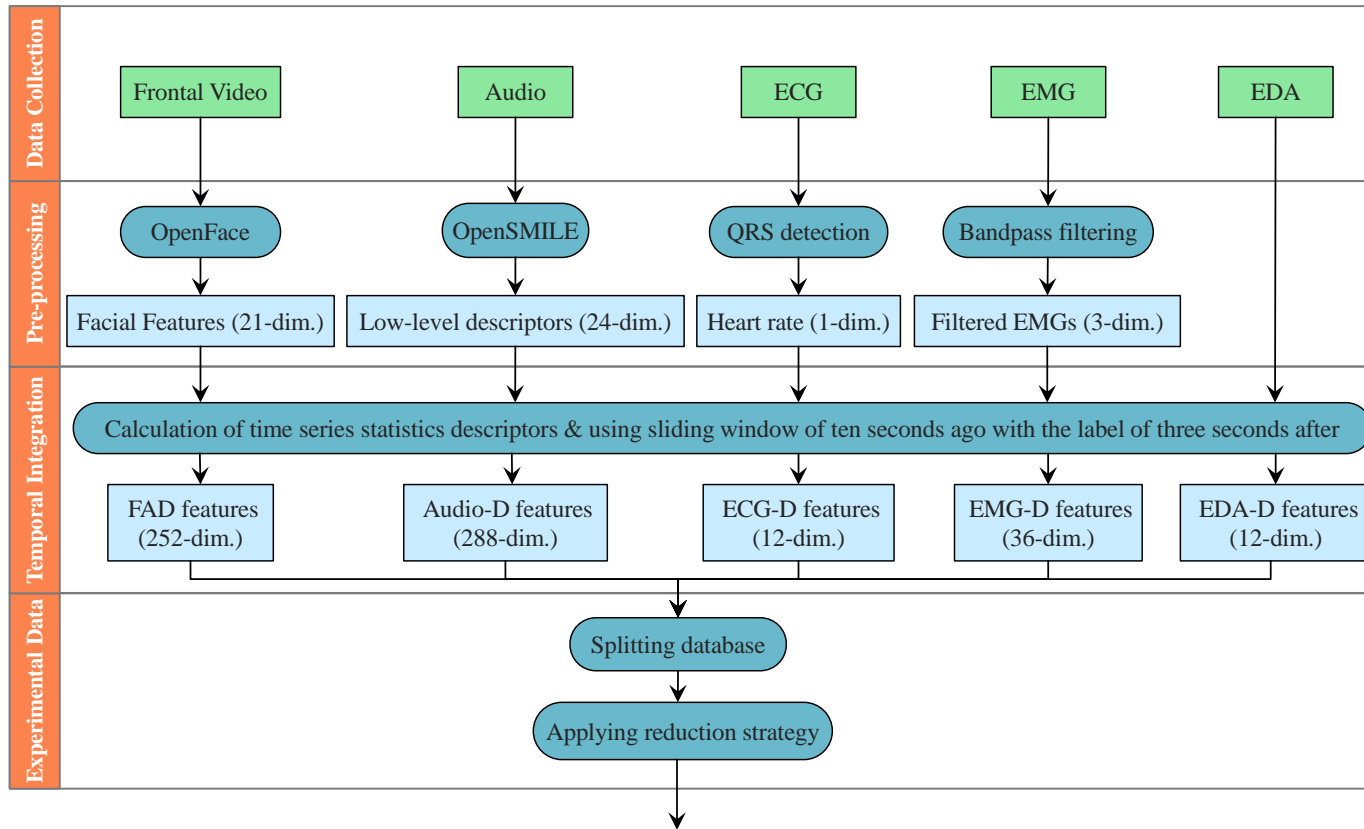 Data Collection
Frontal Video
Audio
ECG
EMG
EDA
Pre-processing
OpenFace
OpenSMILE
QRS detection
Bandpass filtering
Facial Features (21-dim.)
Low-level descriptors (24-dim.)
Heart rate (1-dim.)
Filtered EMGs (3-dim.)
Temporal Integration
Calculation of time series statistics descriptors & using sliding window of ten seconds ago with the label of three seconds after
FAD features
(252-dim.)
Audio-D features
(288-dim.)
ECG-D features
(12-dim.)
EMG-D features
(36-dim.)
EDA-D features
(12-dim.)
Experimental Data
Splitting database
Applying reduction strategy